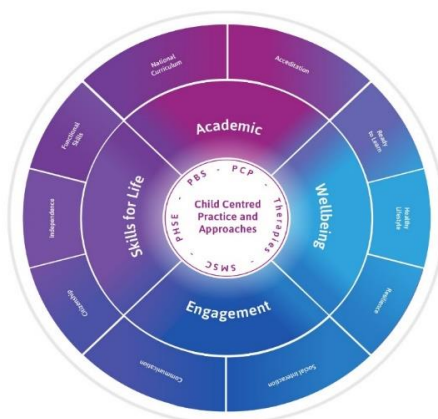 National
Curriculum
Accreditation
Ready
to Learn
Healthy
Lifestyle
Resilience
Social Interaction
Communication
Citizenship
Independence
Functional
Skills
Academic
Wellbeing
Engagement
Skills for Life
PHSE - PBS - PCP - Therapies - SMSC -
Child Centred
Practice and
Approaches